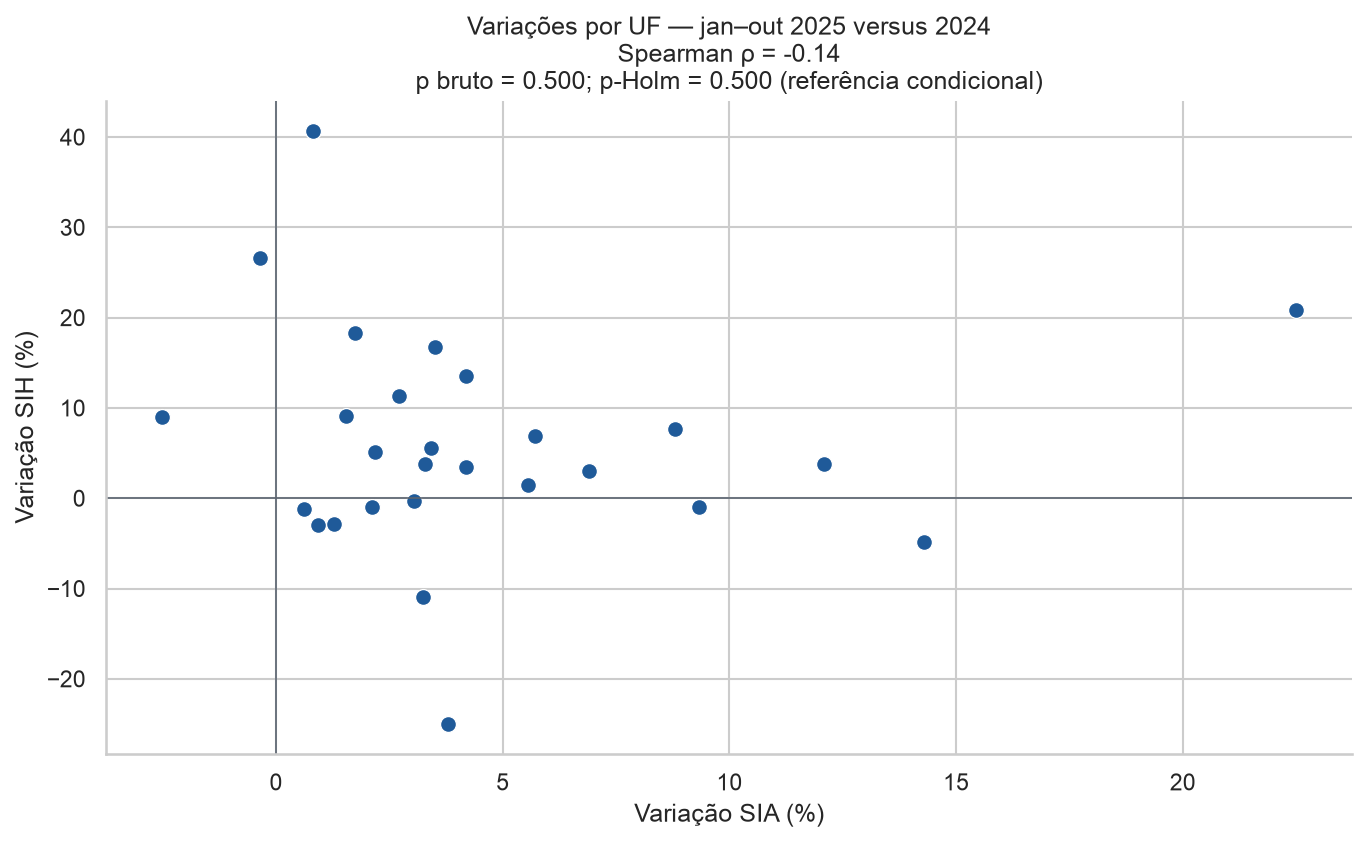 Variações por UF — jan–out 2025 versus 2024
Spearman ρ = -0.14
p bruto = 0.500; p-Holm = 0.500 (referência condicional)
40
30
20
10
0
−10
−20
Variação SIH (%)
0 5 10 15 20
Variação SIA (%)